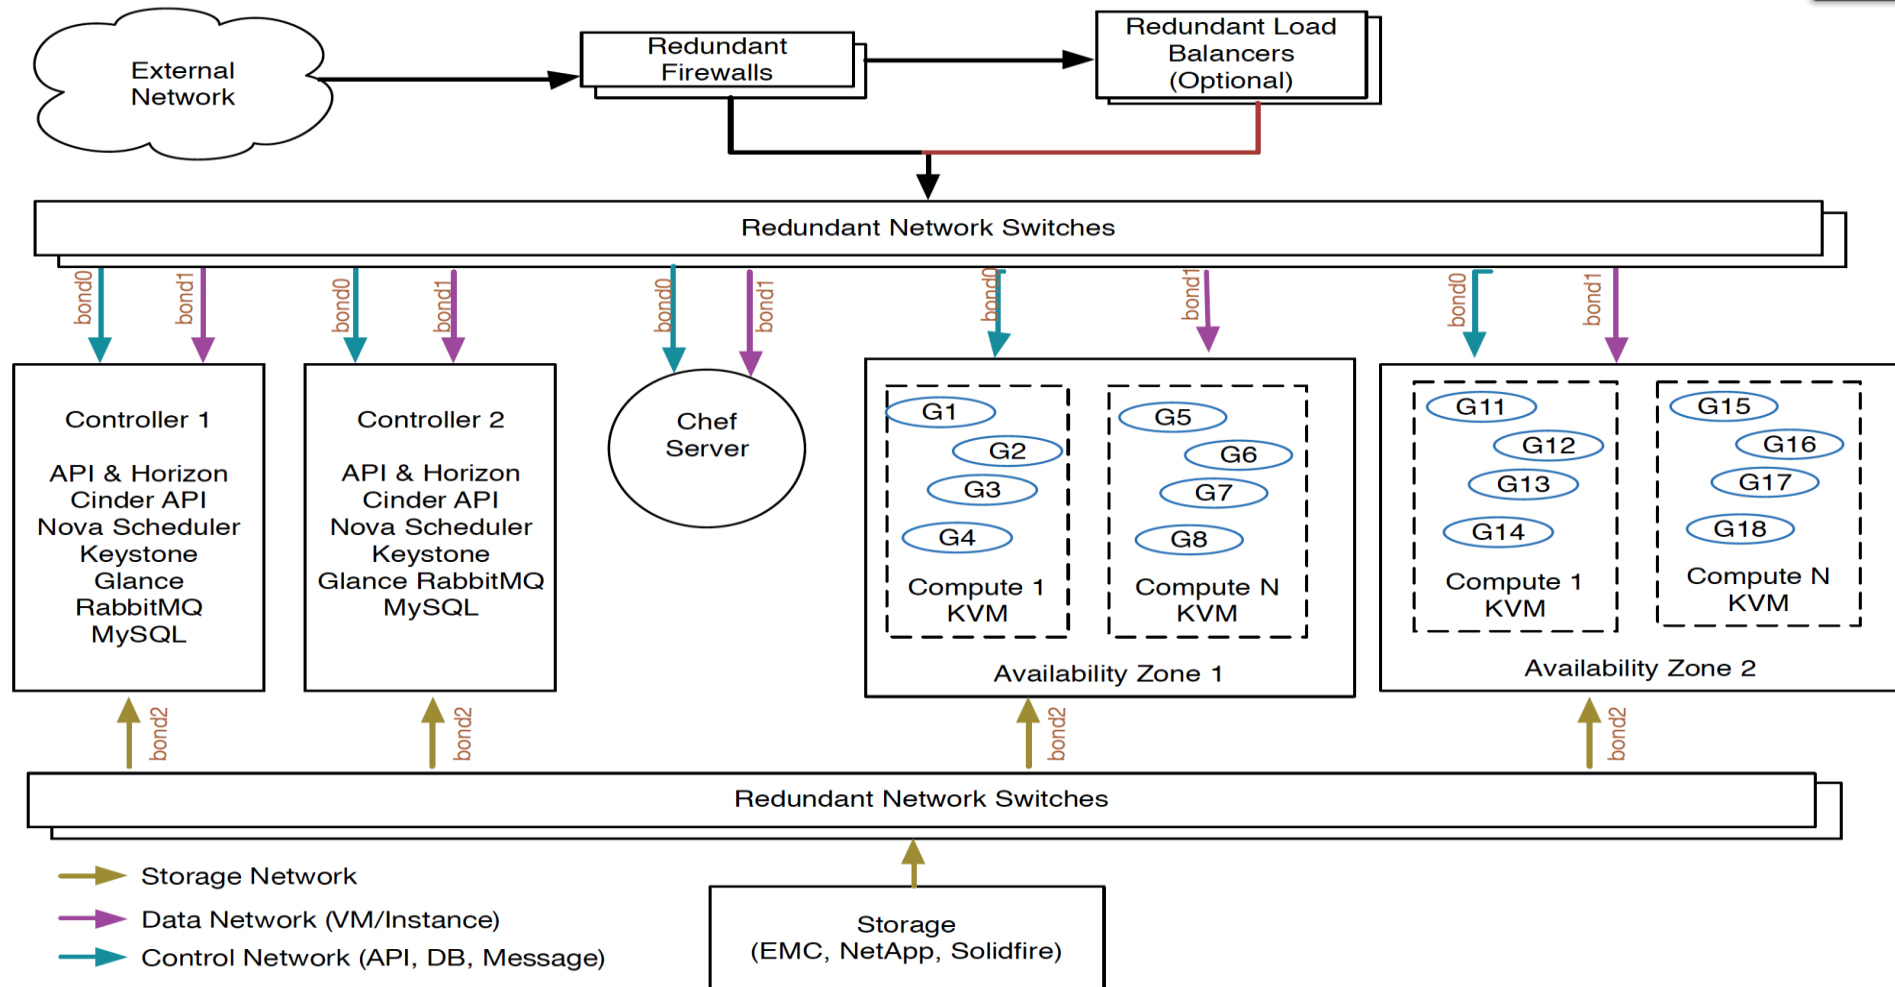 External
Network
Redundant
Firewalls
Redundant Load
Balancers
(Optional)
Redundant Network Switches
bond0
bond1
bond0
bond1
bond0
bond1
bond0
bond1
bond0
bond1
Controller 1
API & Horizon
Cinder API
Nova Scheduler
Keystone
Glance
RabbitMQ
MySQL
Controller 2
API & Horizon
Cinder API
Nova Scheduler
Keystone
Glance RabbitMQ
MySQL
Chef
Server
G1
G2
G3
G4
Compute 1
KVM
G5
G6
G7
G8
Compute N
KVM
Availability Zone 1
G11
G12
G13
G14
Compute 1
KVM
G15
G16
G17
G18
Compute N
KVM
Availability Zone 2
bond2
bond2
bond2
bond2
Redundant Network Switches
Storage Network
Data Network (VM/Instance)
Control Network (API, DB, Message)
Storage
(EMC, NetApp, Solidfire)